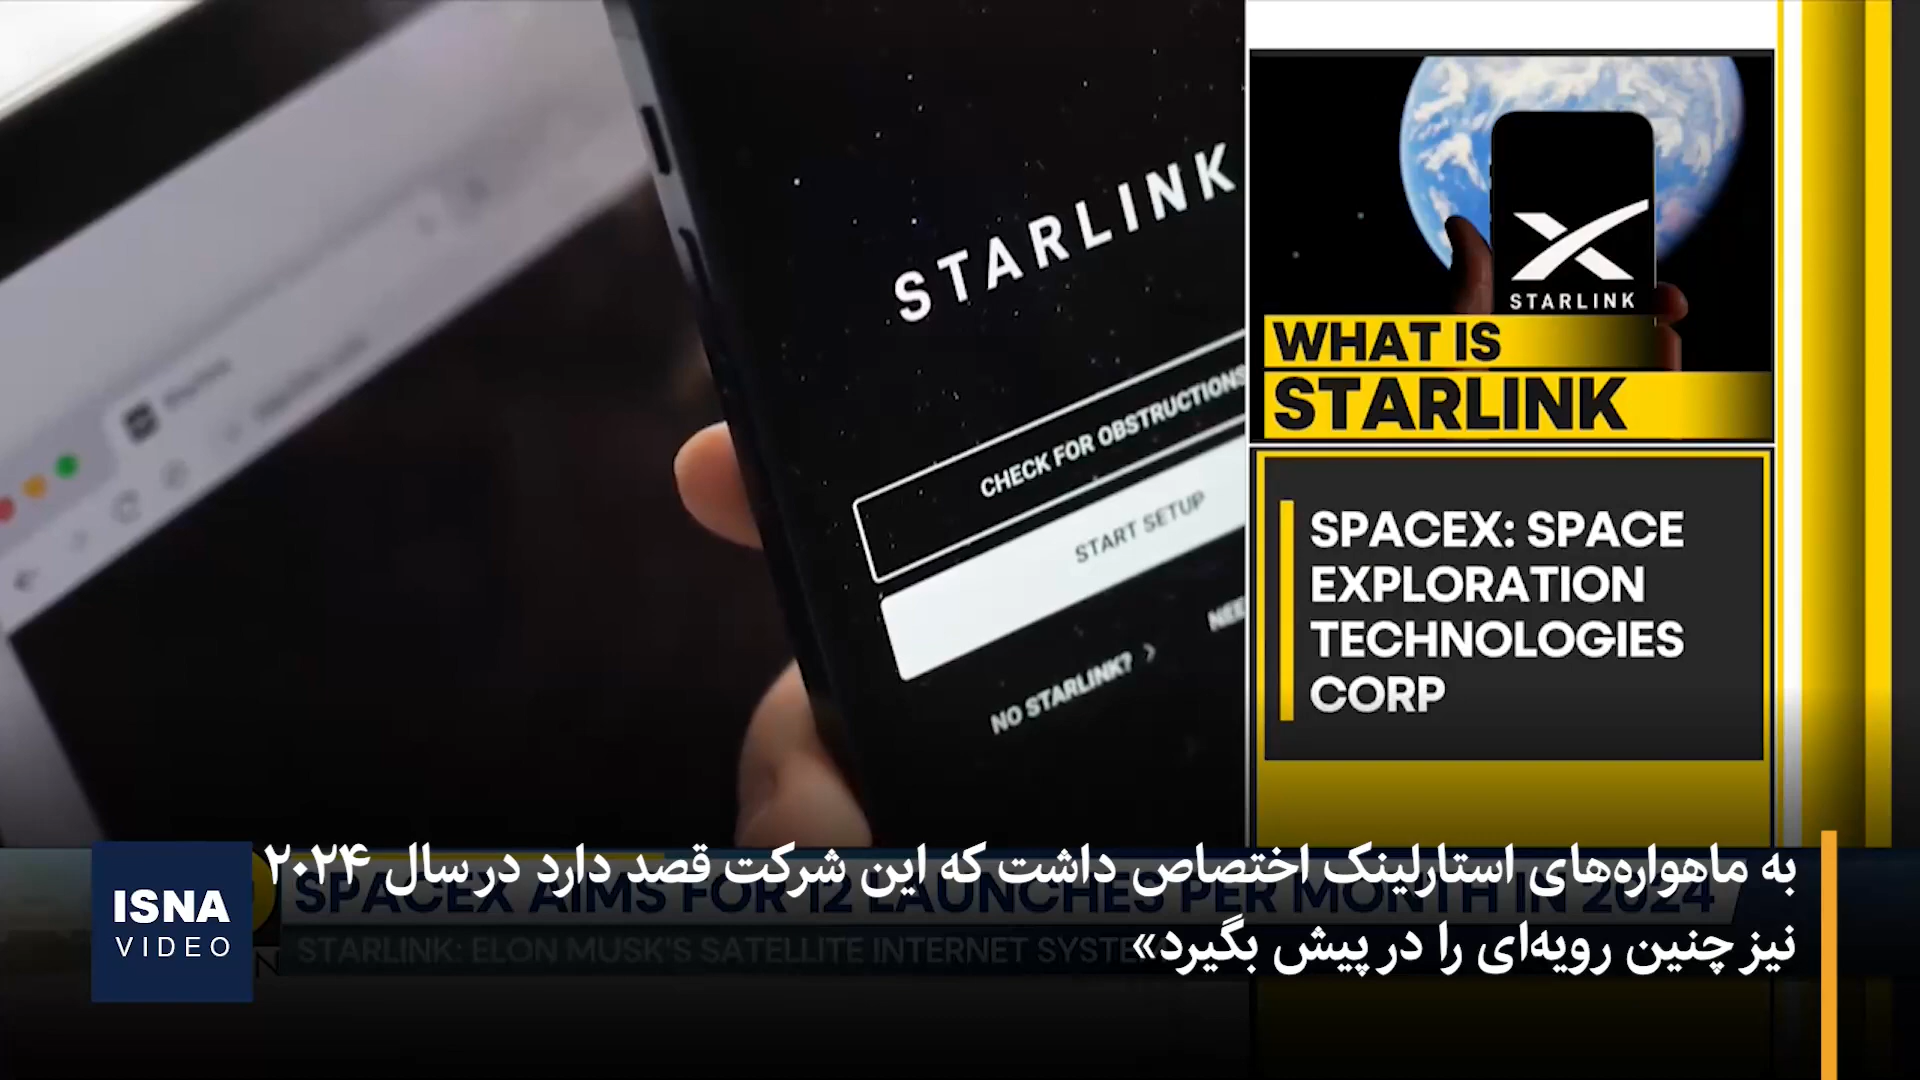 STARLINK
CHECK FOR OBSTRUCTIONS
START SETUP
NO STARLINK?
STARLINK
WHAT IS
STARLINK
SPACEX: SPACE
EXPLORATION
TECHNOLOGIES
CORP
به ماهواره‌های استارلینک اختصاص داشت که این شرکت قصد دارد در سال ۲۰۲۴
نیز چنین رویه‌ای را در پیش بگیرد»
SPACEX AIMS FOR 12 LAUNCHES PER MONTH IN 2024
STARLINK: ELON MUSK'S SATELLITE INTERNET SYSTE
ISNA
VIDEO